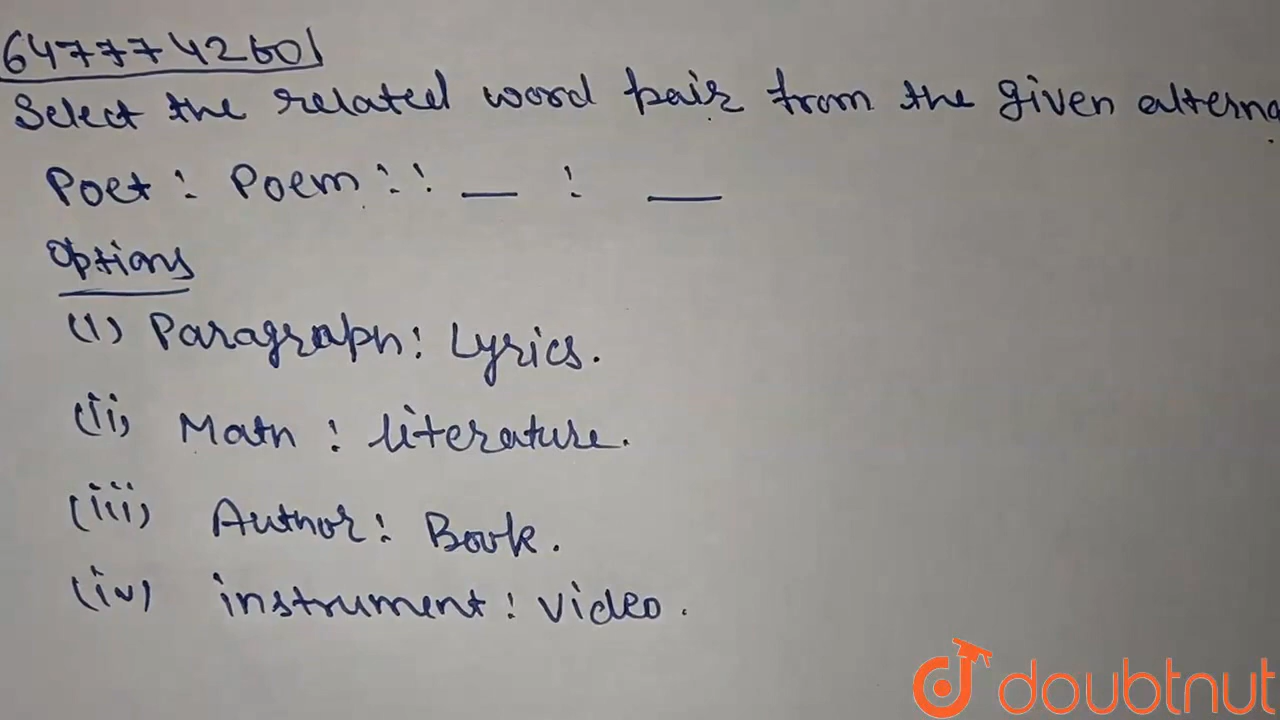 6477742601
Select the related word pair from the given alterna
Poet : Poem :: __ : __
Options
(i) Paragraph : Lyrics.
(ii) Math : literature.
(iii) Author : Book.
(iv) instrument : video.
doubtnut